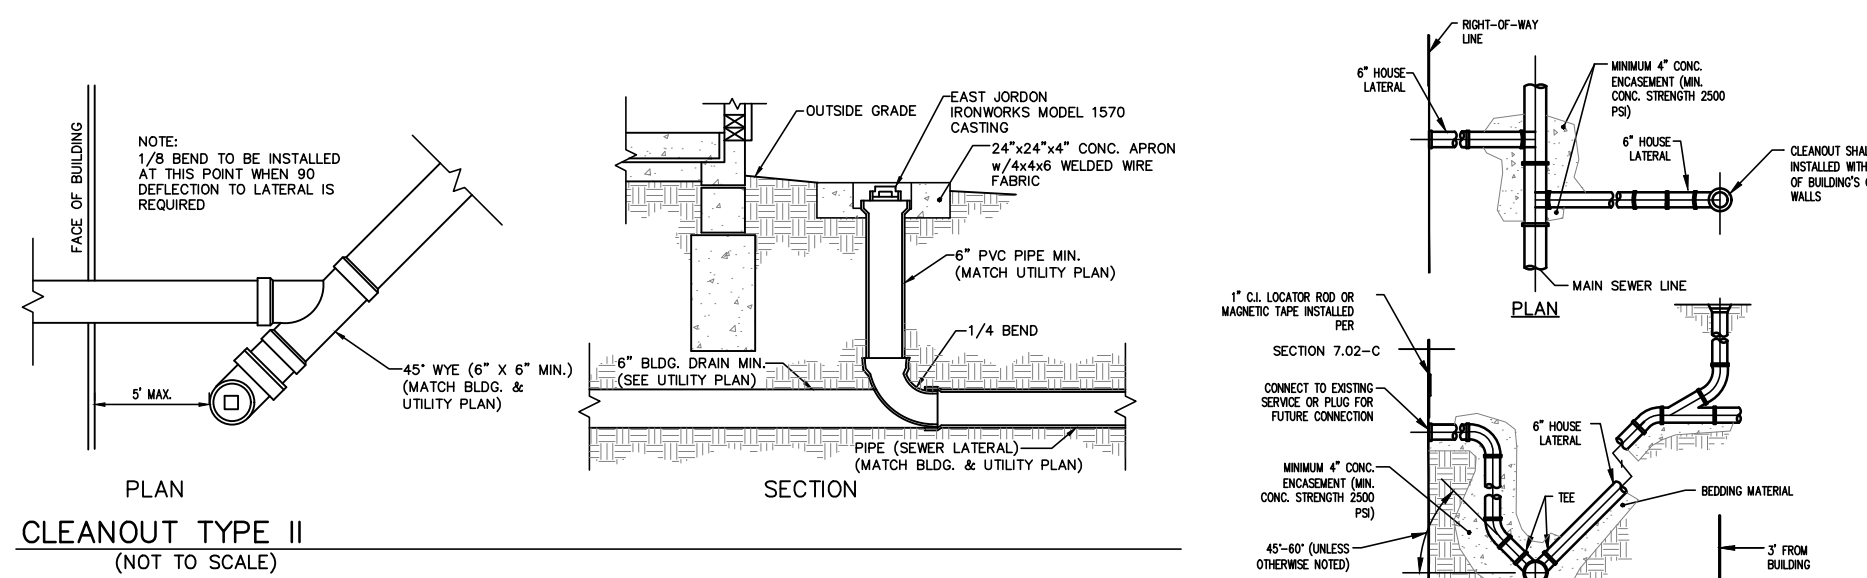 NOTE:
1/8 BEND TO BE INSTALLED
AT THIS POINT WHEN 90
DEFLECTION TO LATERAL IS
REQUIRED
FACE OF BUILDING
5' MAX.
45° WYE (6" X 6" MIN.)
(MATCH BLDG. &
UTILITY PLAN)
PLAN
CLEANOUT TYPE II
(NOT TO SCALE)
OUTSIDE GRADE
EAST JORDON
IRONWORKS MODEL 1570
CASTING
24"x24"x4" CONC. APRON
w/4x4x6 WELDED WIRE
FABRIC
6" PVC PIPE MIN.
(MATCH UTILITY PLAN)
1/4 BEND
6" BLDG. DRAIN MIN.
(SEE UTILITY PLAN)
PIPE (SEWER LATERAL)
(MATCH BLDG. & UTILITY PLAN)
SECTION
RIGHT-OF-WAY
LINE
6" HOUSE
LATERAL
MINIMUM 4" CONC.
ENCASEMENT (MIN.
CONC. STRENGTH 2500
PSI)
6" HOUSE
LATERAL
CLEANOUT SHAL
INSTALLED WITH
OF BUILDING'S
WALLS
MAIN SEWER LINE
PLAN
1" C.I. LOCATOR ROD OR
MAGNETIC TAPE INSTALLED
PER
SECTION 7.02-C
CONNECT TO EXISTING
SERVICE OR PLUG FOR
FUTURE CONNECTION
6" HOUSE
LATERAL
MINIMUM 4" CONC.
ENCASEMENT (MIN.
CONC. STRENGTH 2500
PSI)
TEE
BEDDING MATERIAL
45°-60° (UNLESS
OTHERWISE NOTED)
3' FROM
BUILDING